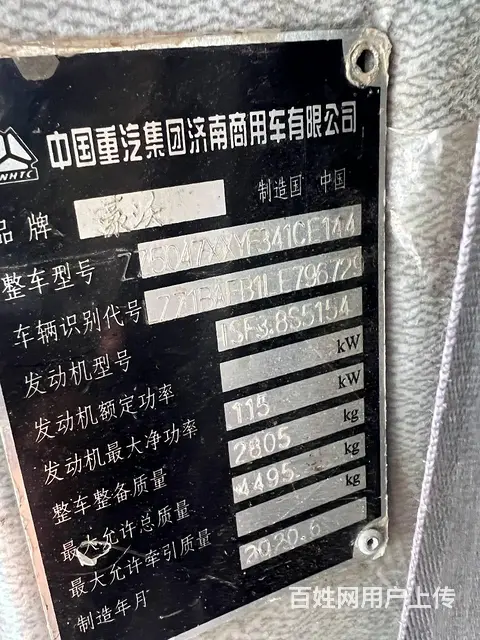 CNHTC
中国重汽集团济南商用车有限公司
品牌 豪沃 制造国 中国
整车型号 ZZ5047XXYF341CE144
车辆识别代号
发动机型号 ISF3.8S5154
发动机额定功率 kW
发动机最大净功率 115 kW
整车整备质量 2805 kg
最大允许总质量 4495 kg
最大允许牵引质量 kg
制造年月 2020.6
百姓网用户上传